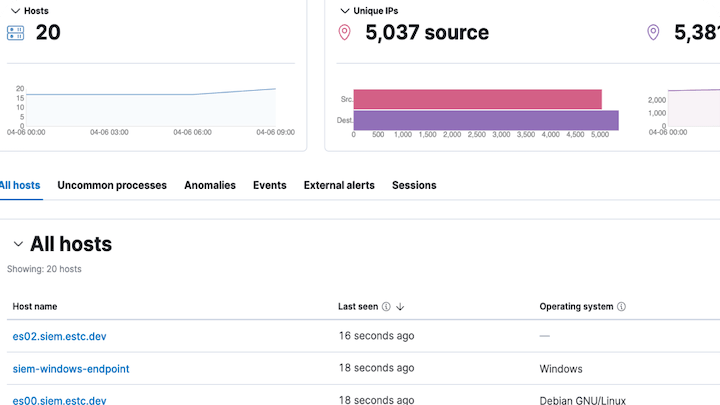 Hosts
20
20
15
10
5
0
04-06 00:00 04-06 03:00 04-06 06:00 04-06 09:00
Unique IPs
5,037 source
Src.
Dest.
0 500 1,000 1,500 2,000 2,500 3,000 3,500 4,000 4,500 5,000
5,381
2,000
1,000
0
04-06 00:00
All hosts Uncommon processes Anomalies Events External alerts Sessions
All hosts
Showing: 20 hosts
Host name Last seen Operating system
es02.siem.estc.dev 16 seconds ago —
siem-windows-endpoint 18 seconds ago Windows
es00.siem.estc.dev 18 seconds ago Debian GNU/Linux